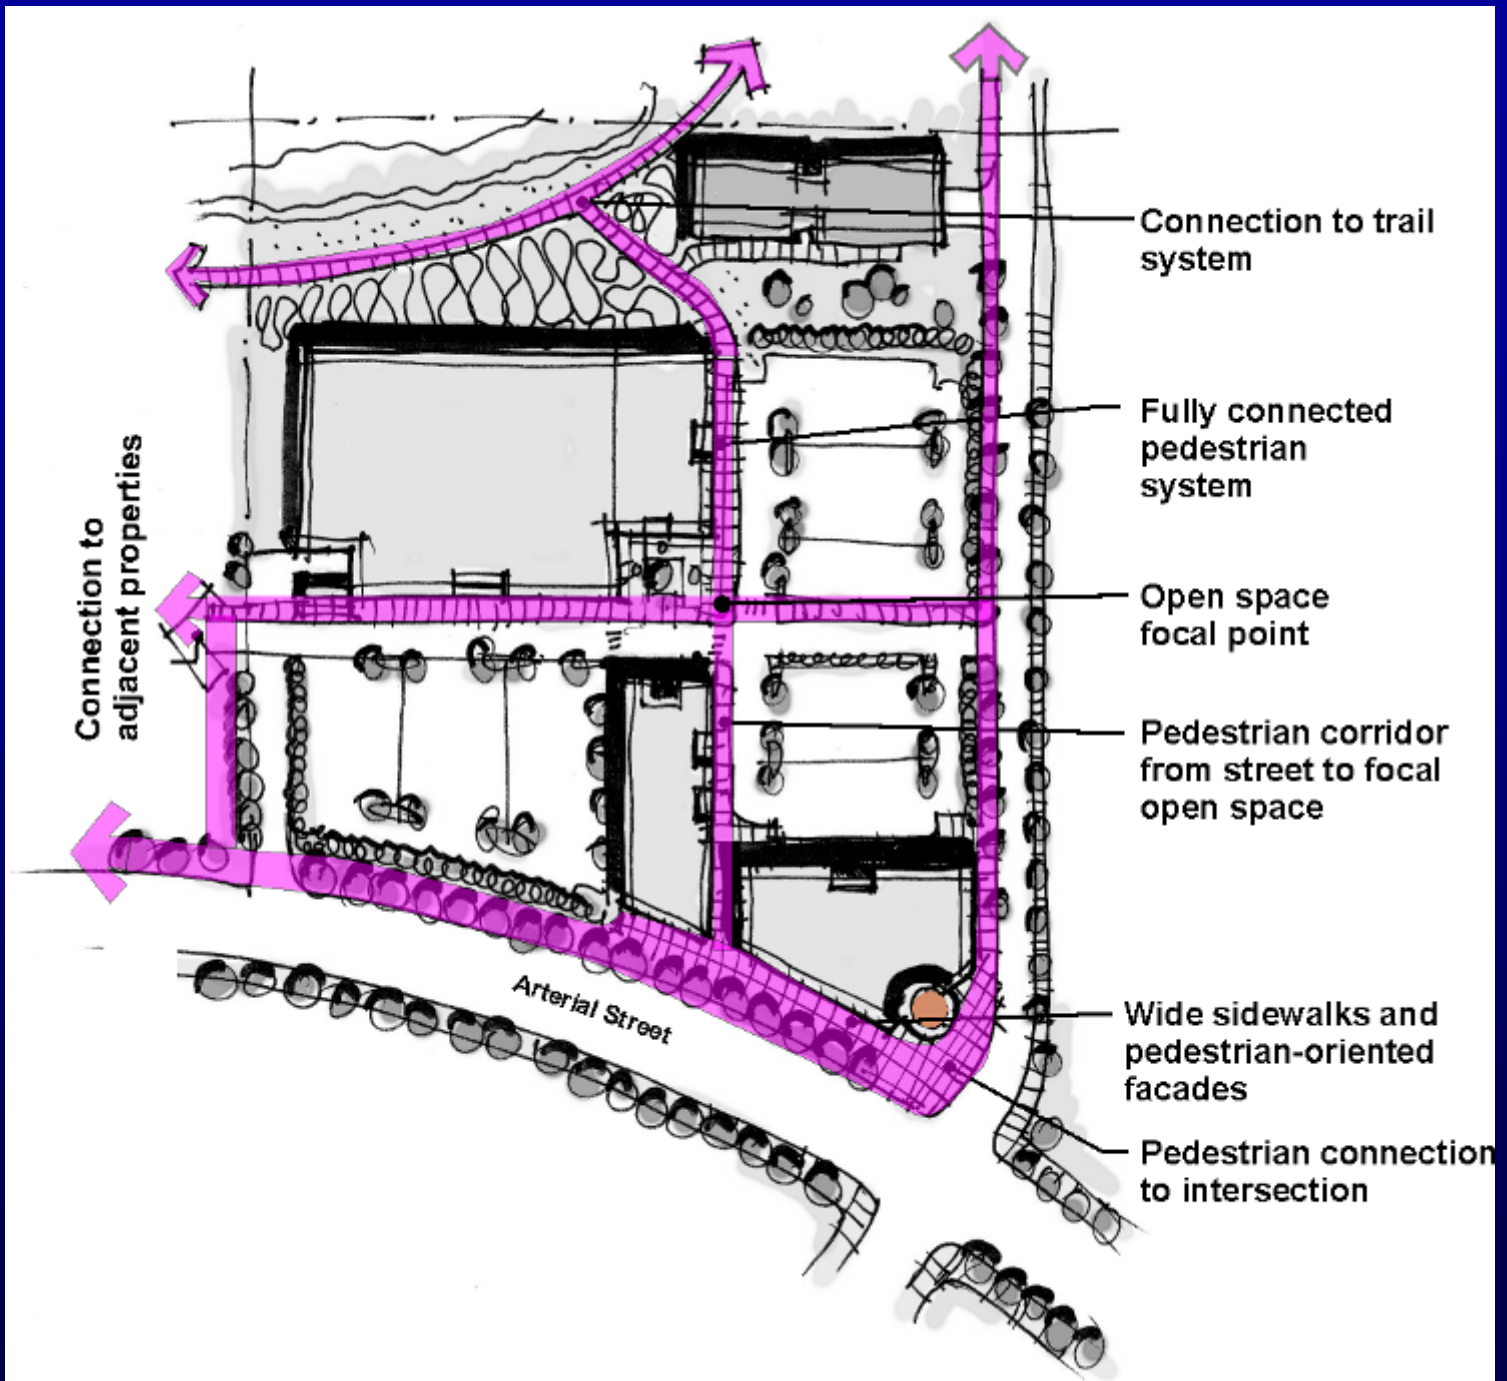 Connection to trail
system
Fully connected
pedestrian
system
Connection to
adjacent properties
Open space
focal point
Pedestrian corridor
from street to focal
open space
Arterial Street
Wide sidewalks and
pedestrian-oriented
facades
Pedestrian connection
to intersection